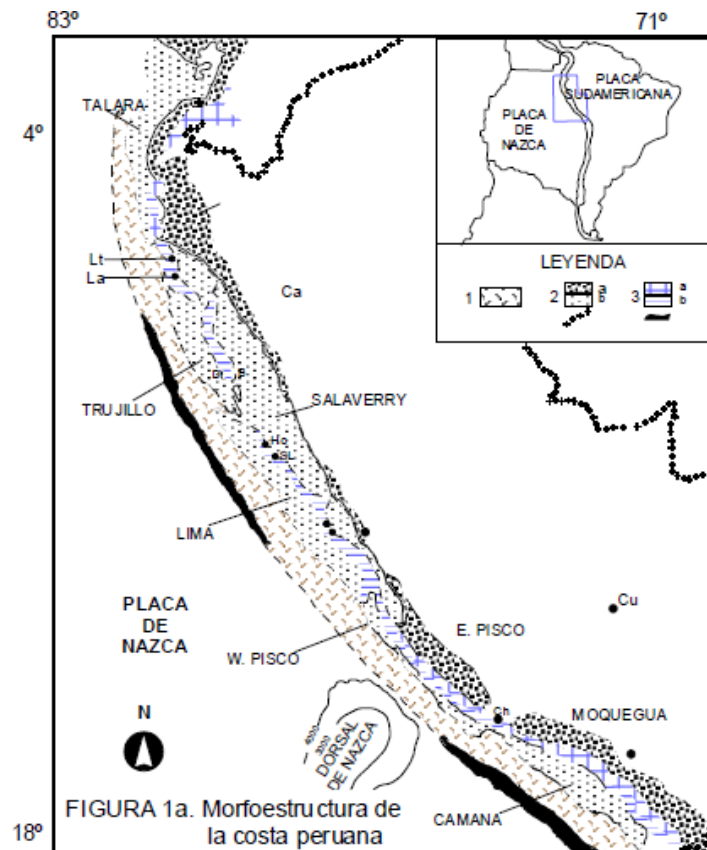 83º
71º
TALARA
4º
PLACA
SUDAMERICANA
PLACA
DE
NAZCA
LEYENDA
1
2
a
b
3
a
b
Lt
La
Ca
TRUJILLO
SALAVERRY
Ho
SL
LIMA
PLACA
DE
NAZCA
Cu
E. PISCO
W. PISCO
Ch
MOQUEGUA
N
4000
3000
DORSAL
DE NAZCA
CAMANA
FIGURA 1a. Morfoestructura de
la costa peruana
18º